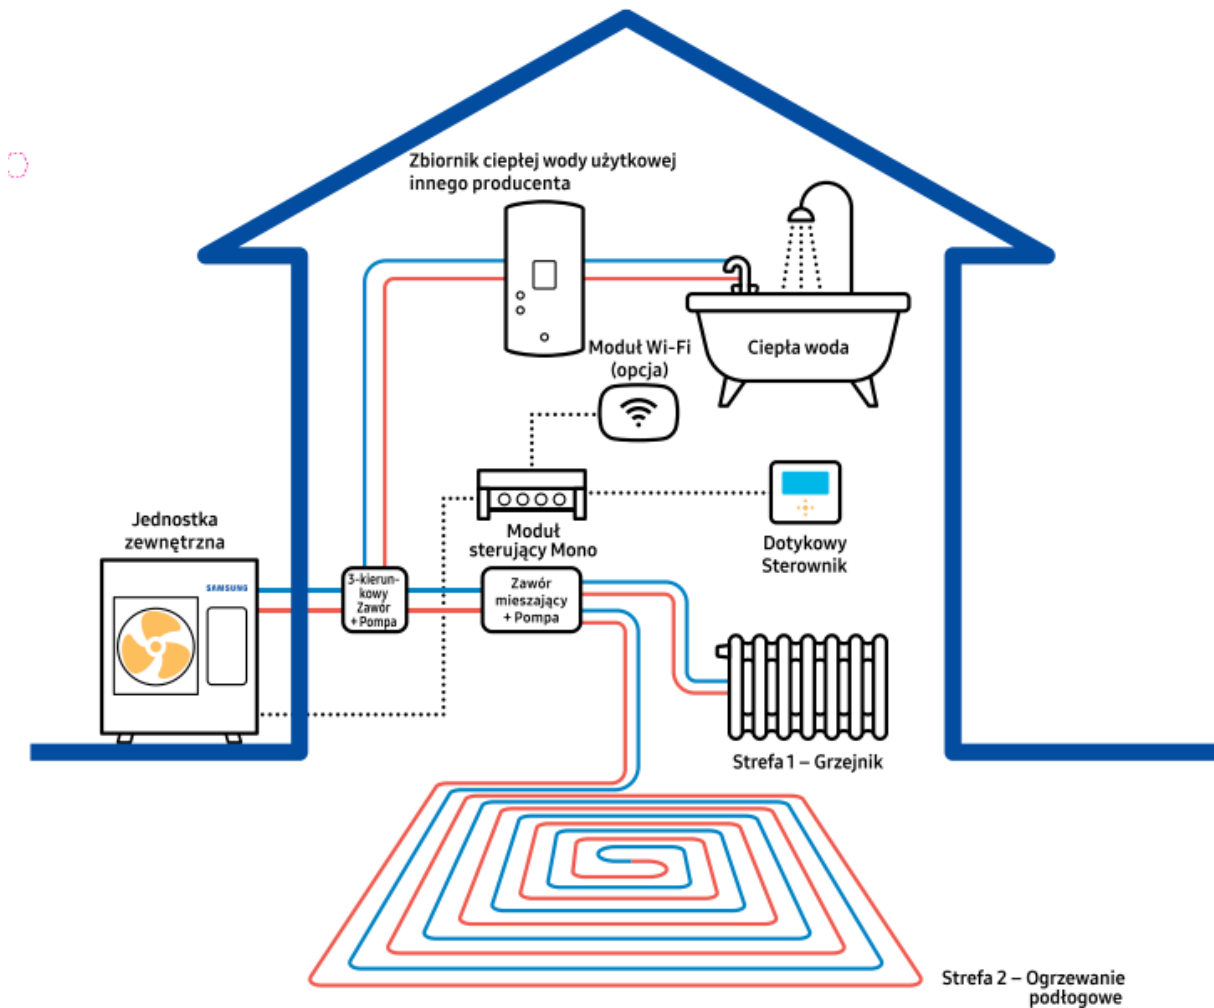 Zbiornik ciepłej wody użytkowej
innego producenta
Moduł Wi-Fi
(opcja)
Ciepła woda
Jednostka
zewnętrzna
SAMSUNG
Moduł
sterujący Mono
Dotykowy
Sterownik
3-kierun-
kowy
Zawór
+ Pompa
Zawór
mieszający
+ Pompa
Strefa 1 – Grzejnik
Strefa 2 – Ogrzewanie
podłogowe